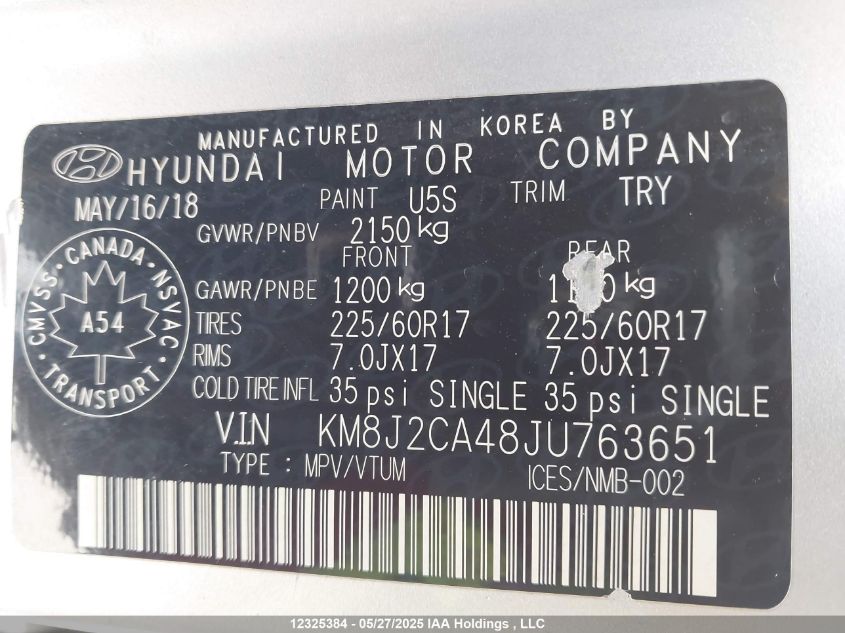 MANUFACTURED IN KOREA BY
HYUNDAI MOTOR COMPANY
MAY/16/18 PAINT U5S TRIM TRY
GVWR/PNBV 2150 kg
FRONT REAR
GAWR/PNBE 1200 kg kg
TIRES 225/60R17 225/60R17
RIMS 7.0JX17 7.0JX17
COLD TIRE INFL 35 psi SINGLE 35 psi SINGLE
V.I.N KM8J2CA48JU763651
TYPE : MPV/VTUM ICES/NMB-002
CMVSS · CANADA · NSVAC · TRANSPORT ·
A54
12325384 - 05/27/2025 IAA Holdings , LLC